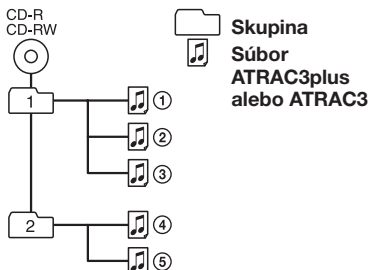 CD-R
CD-RW
Skupina
Súbor
ATRAC3plus
alebo ATRAC3
1
①
②
③
2
④
⑤